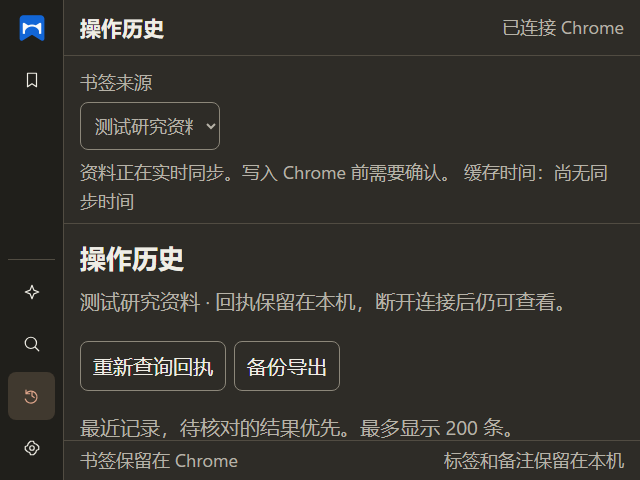 操作历史
已连接 Chrome
书签来源
测试研究资料
资料正在实时同步。写入 Chrome 前需要确认。 缓存时间：尚无同
步时间
操作历史
测试研究资料 · 回执保留在本机，断开连接后仍可查看。
重新查询回执
备份导出
最近记录，待核对的结果优先。最多显示 200 条。
书签保留在 Chrome
标签和备注保留在本机